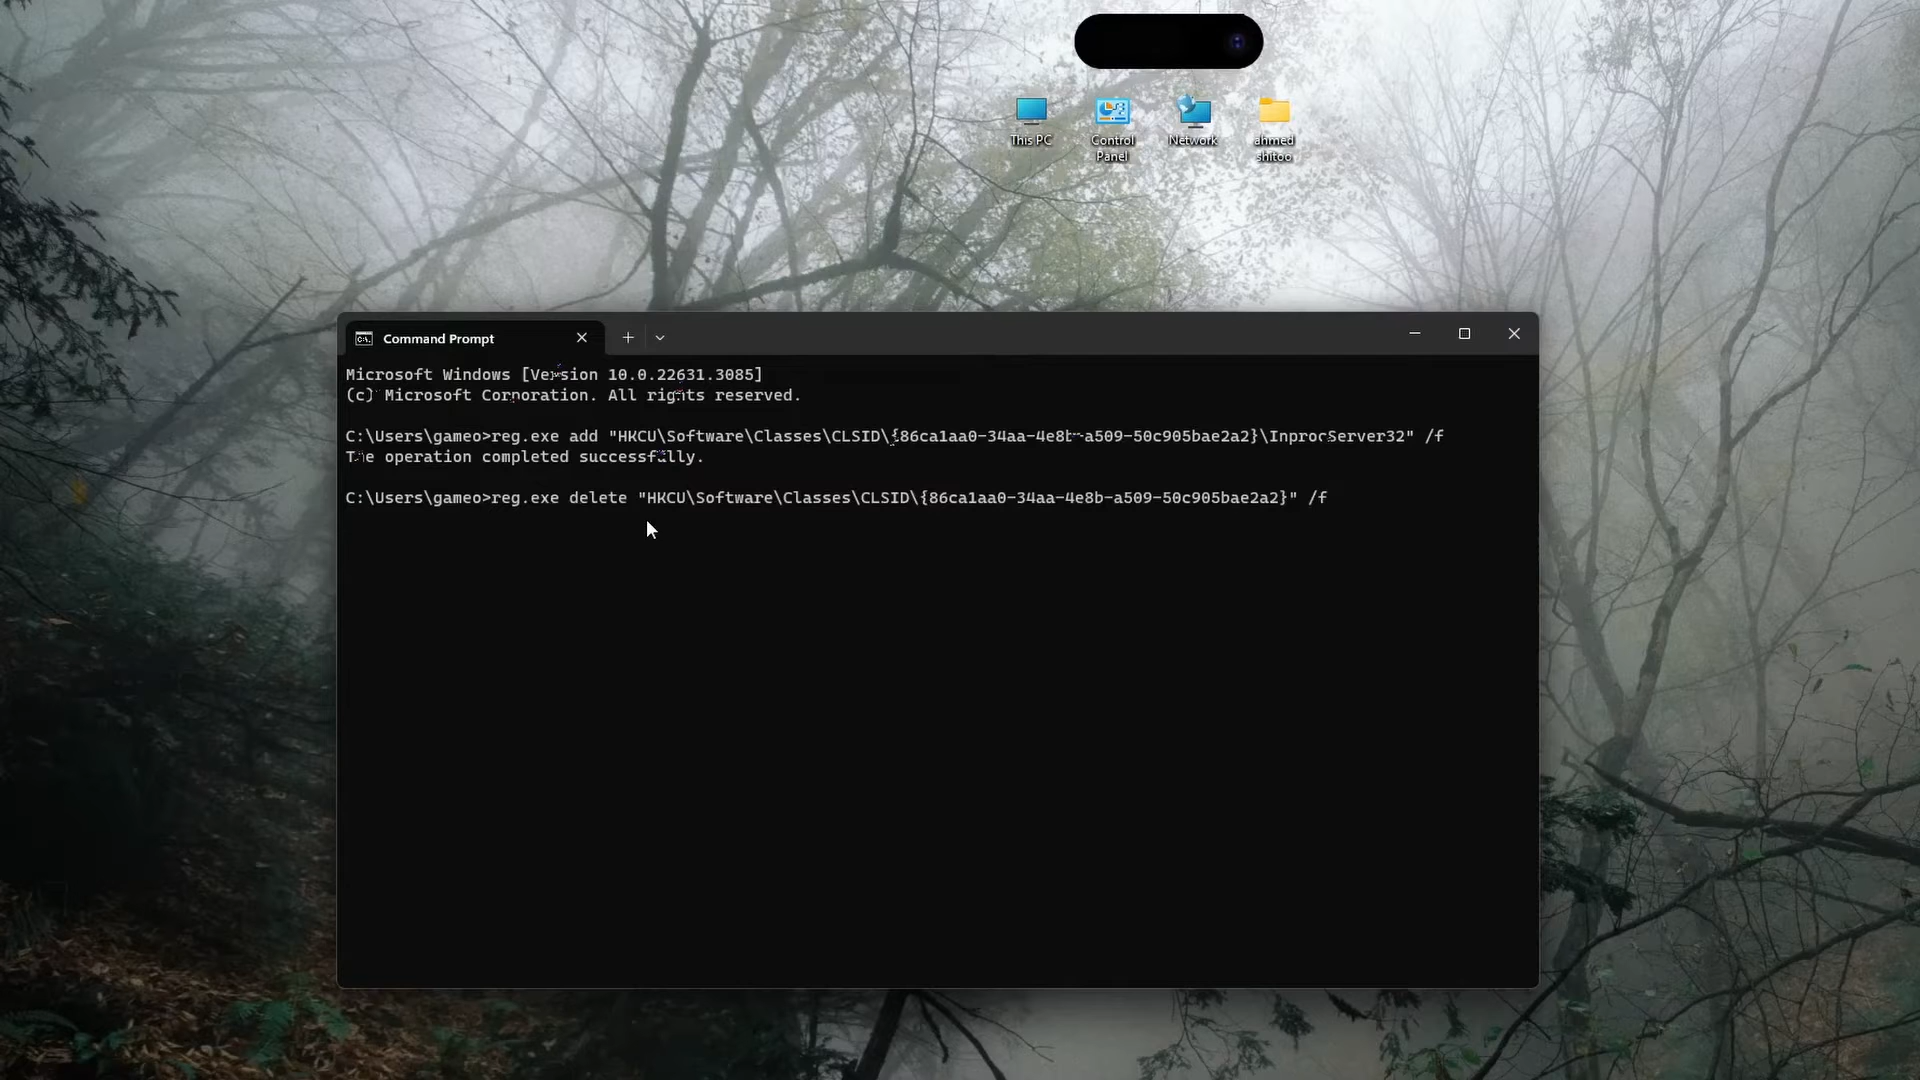 This PC
Control
Panel
Network
ahmed
shitoo
Command Prompt
Microsoft Windows [Version 10.0.22631.3085]
(c) Microsoft Corporation. All rights reserved.
C:\Users\gameo>reg.exe add "HKCU\Software\Classes\CLSID\{86ca1aa0-34aa-4e8b-a509-50c905bae2a2}\InprocServer32" /f
The operation completed successfully.
C:\Users\gameo>reg.exe delete "HKCU\Software\Classes\CLSID\{86ca1aa0-34aa-4e8b-a509-50c905bae2a2}" /f